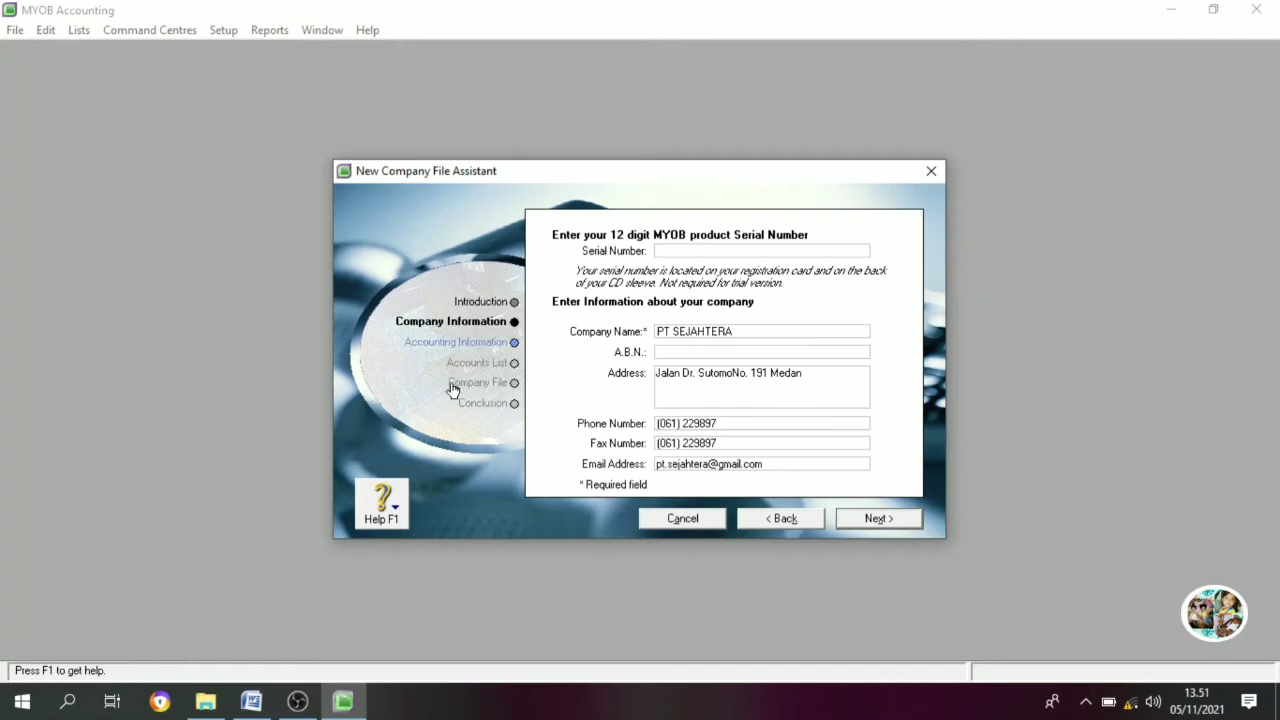 MYOB Accounting
File Edit Lists Command Centres Setup Reports Window Help
New Company File Assistant
Introduction
Company Information
Accounting Information
Accounts List
Company File
Conclusion
Help F1
Enter your 12 digit MYOB product Serial Number
Serial Number:
Your serial number is located on your registration card and on the back
of your CD sleeve. Not required for trial version.
Enter Information about your company
Company Name:* PT SEJAHTERA
A.B.N.:
Address: Jalan Dr. SutomoNo. 191 Medan
Phone Number: (061) 229897
Fax Number: (061) 229897
Email Address: pt.sejahtera@gmail.com
* Required field
Cancel < Back Next >
Press F1 to get help.
13.51
05/11/2021